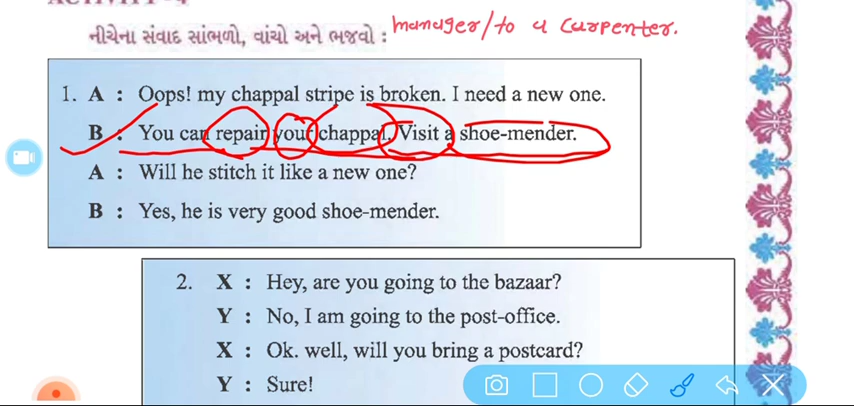 નીચેના સંવાદ સાંભળો, વાંચો અને ભજવો : manager/to a carpenter.
1. A : Oops! my chappal stripe is broken. I need a new one.
B : You can repair your chappal. Visit a shoe-mender.
A : Will he stitch it like a new one?
B : Yes, he is very good shoe-mender.
2. X : Hey, are you going to the bazaar?
Y : No, I am going to the post-office.
X : Ok. well, will you bring a postcard?
Y : Sure!